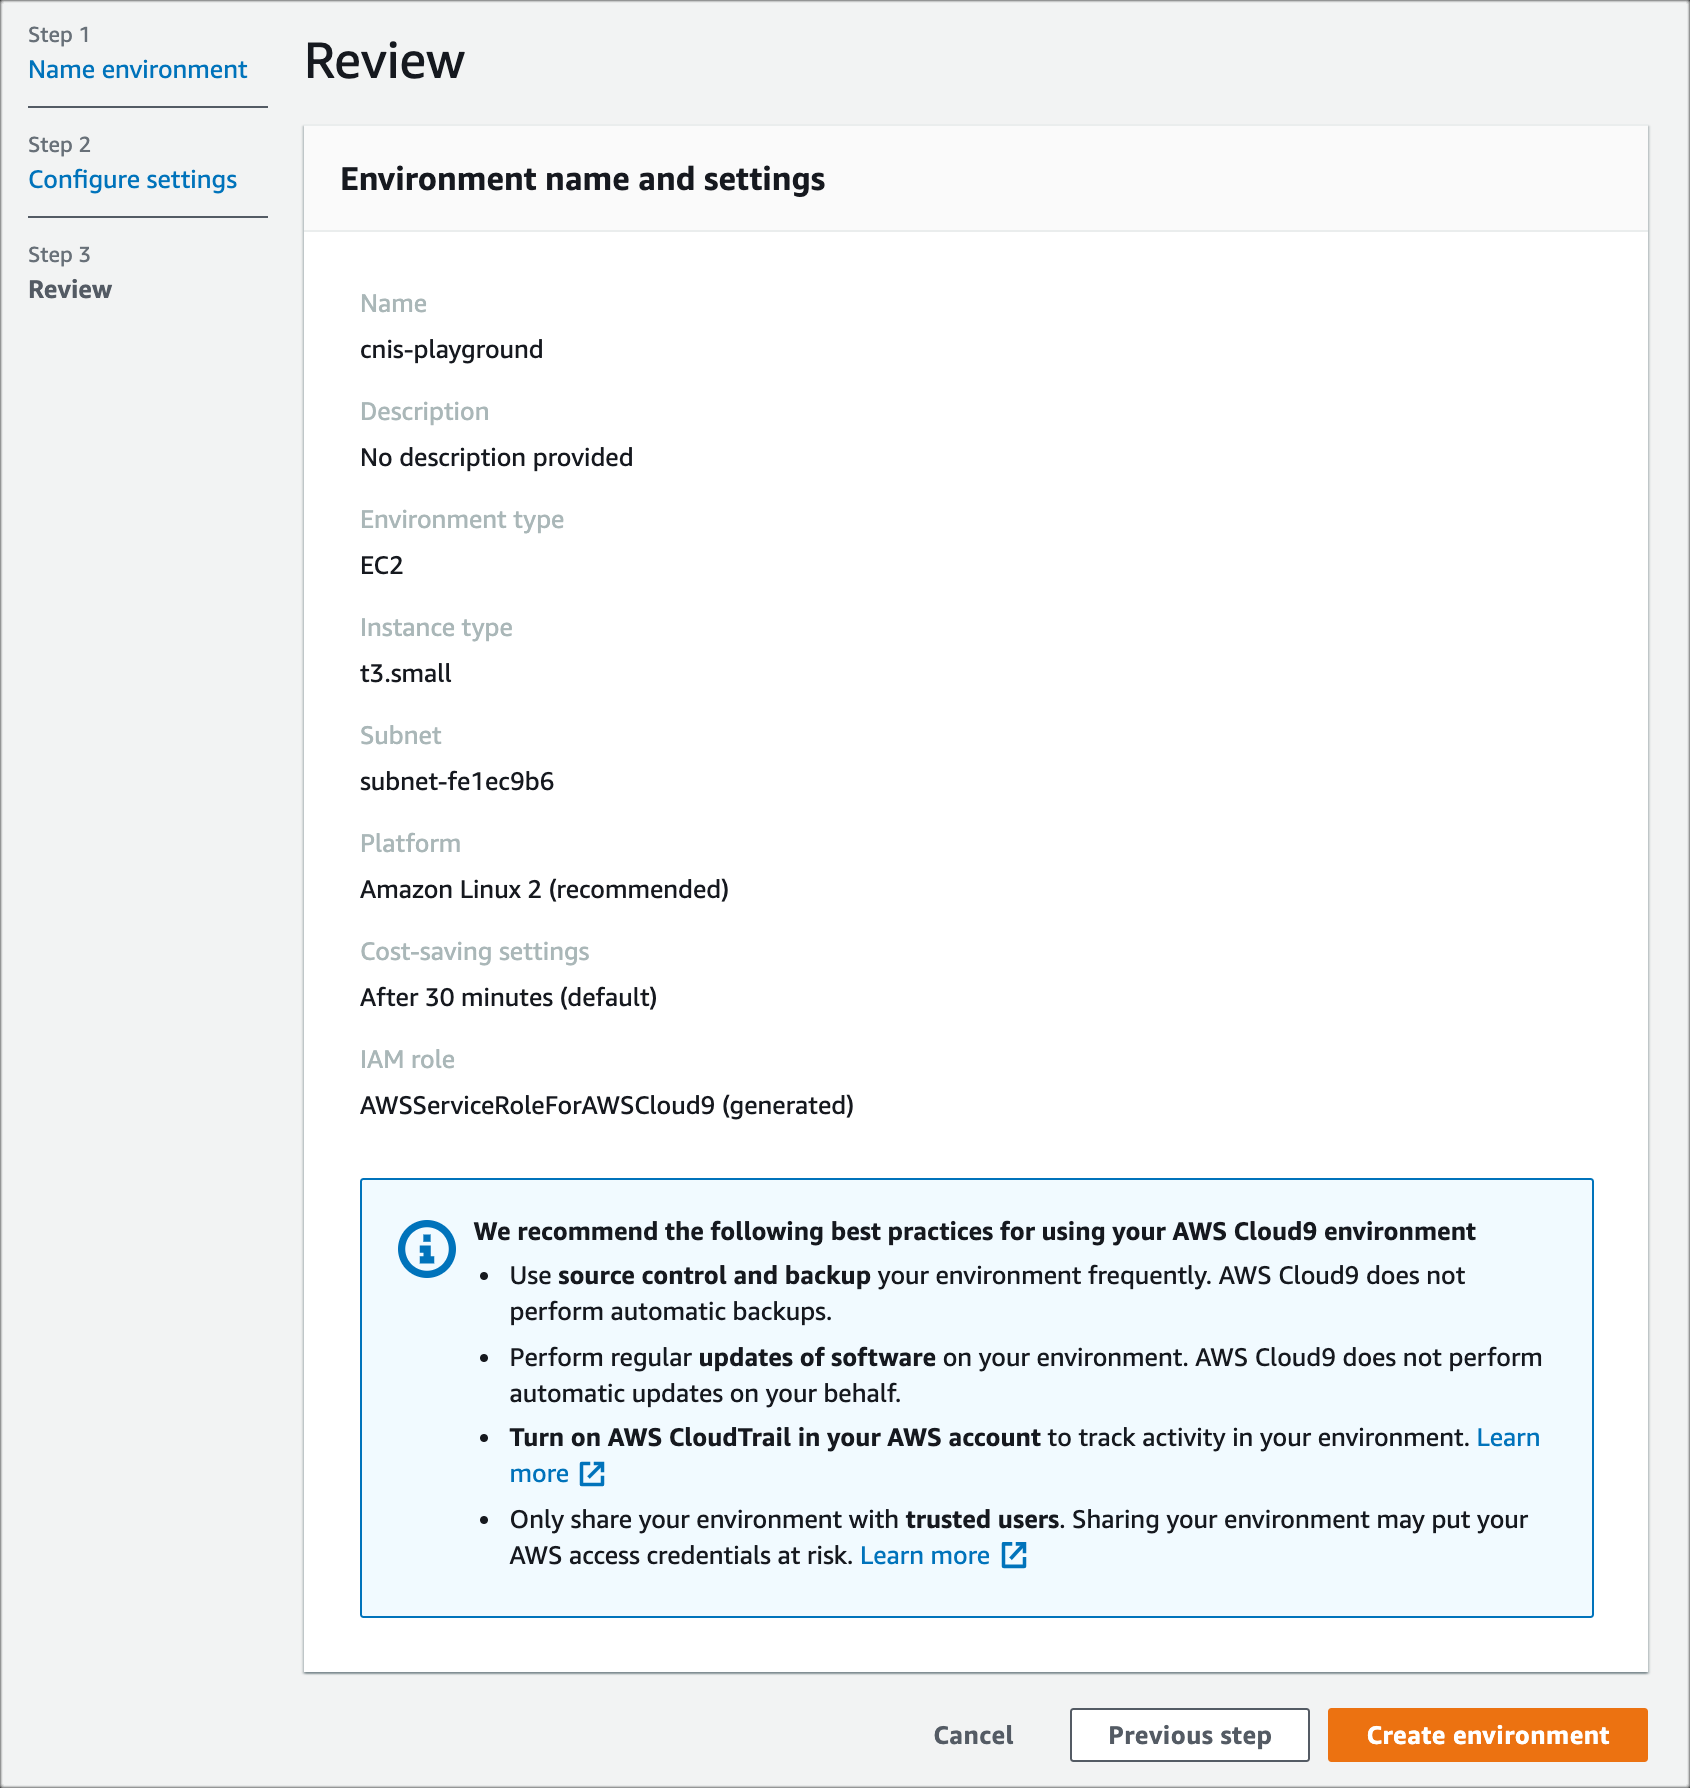 Step 1
Name environment
Step 2
Configure settings
Step 3
Review
Review
Environment name and settings
Name
cnis-playground
Description
No description provided
Environment type
EC2
Instance type
t3.small
Subnet
subnet-fe1ec9b6
Platform
Amazon Linux 2 (recommended)
Cost-saving settings
After 30 minutes (default)
IAM role
AWSServiceRoleForAWSCloud9 (generated)
We recommend the following best practices for using your AWS Cloud9 environment
• Use source control and backup your environment frequently. AWS Cloud9 does not
perform automatic backups.
• Perform regular updates of software on your environment. AWS Cloud9 does not perform
automatic updates on your behalf.
• Turn on AWS CloudTrail in your AWS account to track activity in your environment. Learn
more
• Only share your environment with trusted users. Sharing your environment may put your
AWS access credentials at risk. Learn more
Cancel
Previous step
Create environment